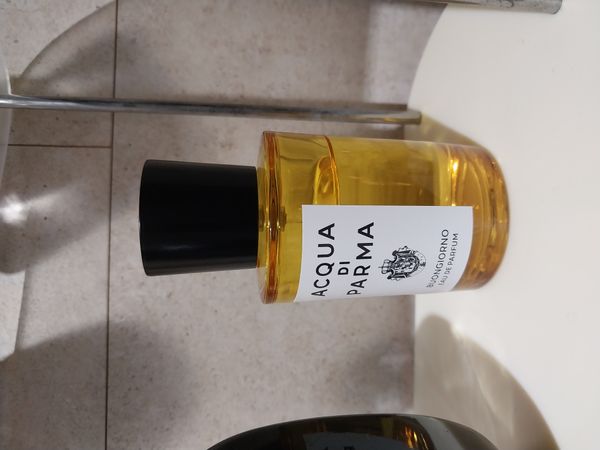 ACQUA
DI
PARMA
BUONGIORNO
EAU DE PARFUM